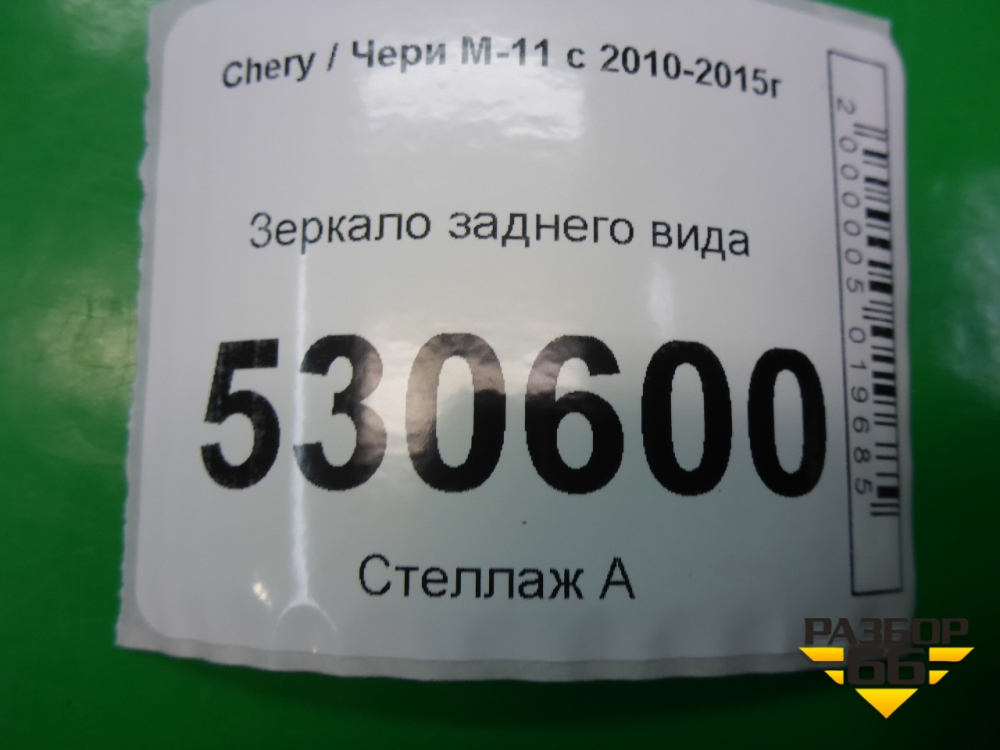 Chery / Чери М-11 с 2010-2015г
Зеркало заднего вида
530600
Стеллаж А
2000005019685
РАЗБОР
66